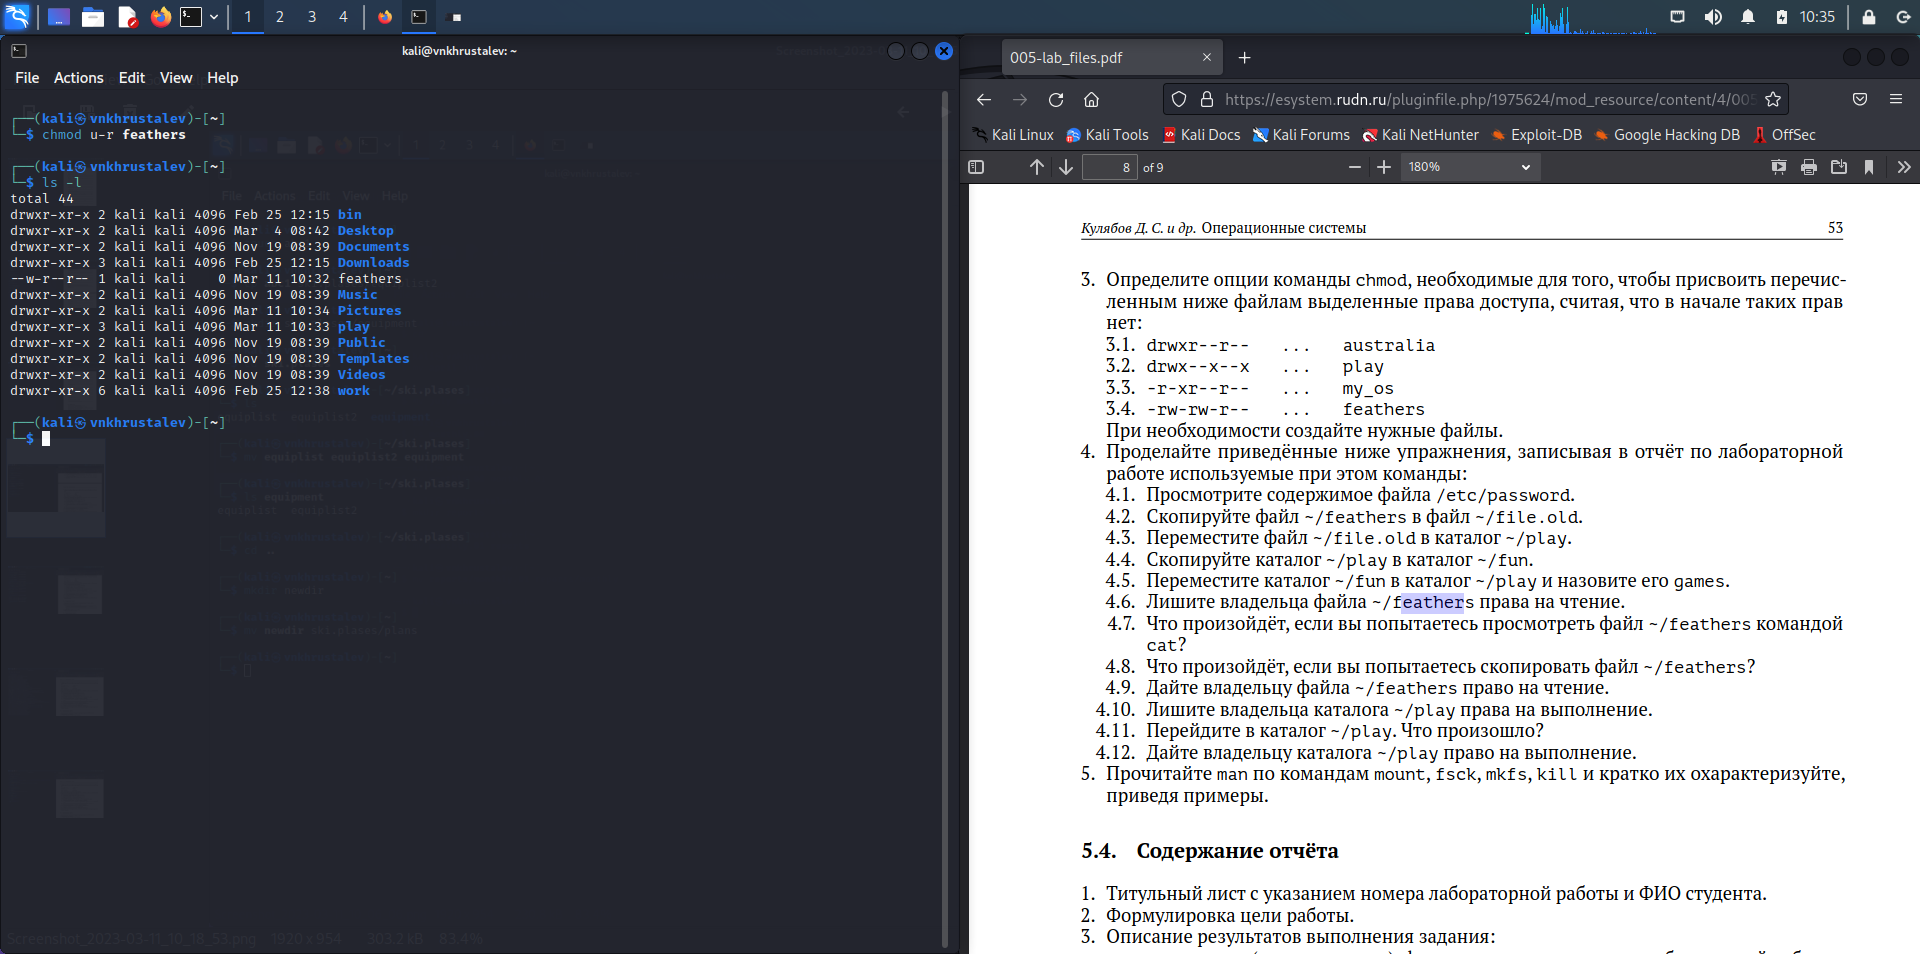 1 2 3 4
10:35
kali@vnkhrustalev: ~
File Actions Edit View Help
(kali㉿vnkhrustalev)-[~]
$ chmod u-r feathers
(kali㉿vnkhrustalev)-[~]
$ ls -l
total 44
drwxr-xr-x 2 kali kali 4096 Feb 25 12:15 bin
drwxr-xr-x 2 kali kali 4096 Mar  4 08:42 Desktop
drwxr-xr-x 2 kali kali 4096 Nov 19 08:39 Documents
drwxr-xr-x 3 kali kali 4096 Feb 25 12:15 Downloads
--w-r--r-- 1 kali kali    0 Mar 11 10:32 feathers
drwxr-xr-x 2 kali kali 4096 Nov 19 08:39 Music
drwxr-xr-x 2 kali kali 4096 Mar 11 10:34 Pictures
drwxr-xr-x 3 kali kali 4096 Mar 11 10:33 play
drwxr-xr-x 2 kali kali 4096 Nov 19 08:39 Public
drwxr-xr-x 2 kali kali 4096 Nov 19 08:39 Templates
drwxr-xr-x 2 kali kali 4096 Nov 19 08:39 Videos
drwxr-xr-x 6 kali kali 4096 Feb 25 12:38 work
(kali㉿vnkhrustalev)-[~]
$
Screenshot_2023-03-11_10_18_53.png 1920 x 954 303.2 kB 83.4%
005-lab_files.pdf
https://esystem.rudn.ru/pluginfile.php/1975624/mod_resource/content/4/005
Kali Linux Kali Tools Kali Docs Kali Forums Kali NetHunter Exploit-DB Google Hacking DB OffSec
8 of 9 180%
Кулябов Д. С. и др. Операционные системы 53
3. Определите опции команды chmod, необходимые для того, чтобы присвоить перечис-
ленным ниже файлам выделенные права доступа, считая, что в начале таких прав
нет:
3.1. drwxr--r-- ... australia
3.2. drwx--x--x ... play
3.3. -r-xr--r-- ... my_os
3.4. -rw-rw-r-- ... feathers
При необходимости создайте нужные файлы.
4. Проделайте приведённые ниже упражнения, записывая в отчёт по лабораторной
работе используемые при этом команды:
4.1. Просмотрите содержимое файла /etc/password.
4.2. Скопируйте файл ~/feathers в файл ~/file.old.
4.3. Переместите файл ~/file.old в каталог ~/play.
4.4. Скопируйте каталог ~/play в каталог ~/fun.
4.5. Переместите каталог ~/fun в каталог ~/play и назовите его games.
4.6. Лишите владельца файла ~/feathers права на чтение.
4.7. Что произойдёт, если вы попытаетесь просмотреть файл ~/feathers командой
cat?
4.8. Что произойдёт, если вы попытаетесь скопировать файл ~/feathers?
4.9. Дайте владельцу файла ~/feathers право на чтение.
4.10. Лишите владельца каталога ~/play права на выполнение.
4.11. Перейдите в каталог ~/play. Что произошло?
4.12. Дайте владельцу каталога ~/play право на выполнение.
5. Прочитайте man по командам mount, fsck, mkfs, kill и кратко их охарактеризуйте,
приведя примеры.
5.4. Содержание отчёта
1. Титульный лист с указанием номера лабораторной работы и ФИО студента.
2. Формулировка цели работы.
3. Описание результатов выполнения задания: